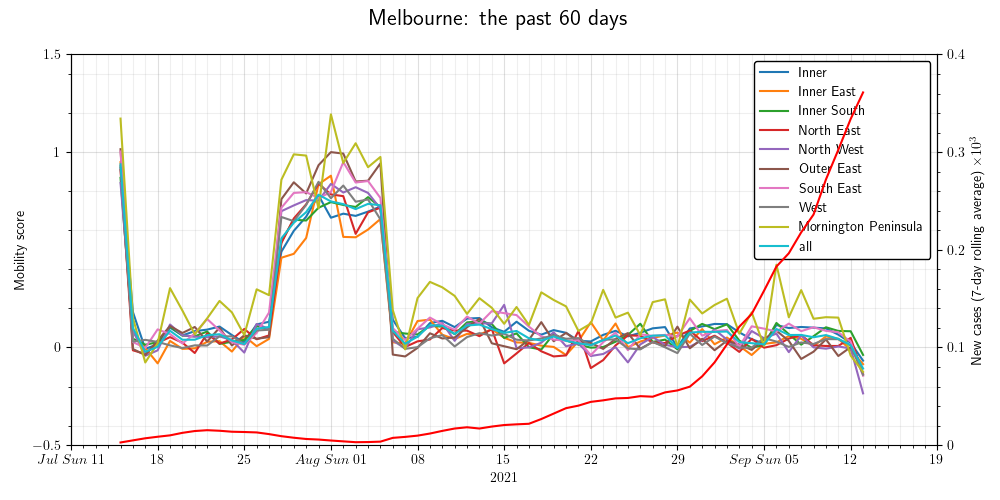 Melbourne: the past 60 days
Mobility score
1.5
1
0
−0.5
0.4
0.3
0.2
0.1
0
New cases (7-day rolling average) ×10³
Inner
Inner East
Inner South
North East
North West
Outer East
South East
West
Mornington Peninsula
all
Jul Sun 11 18 25 Aug Sun 01 08 15 22 29 Sep Sun 05 12 19
2021